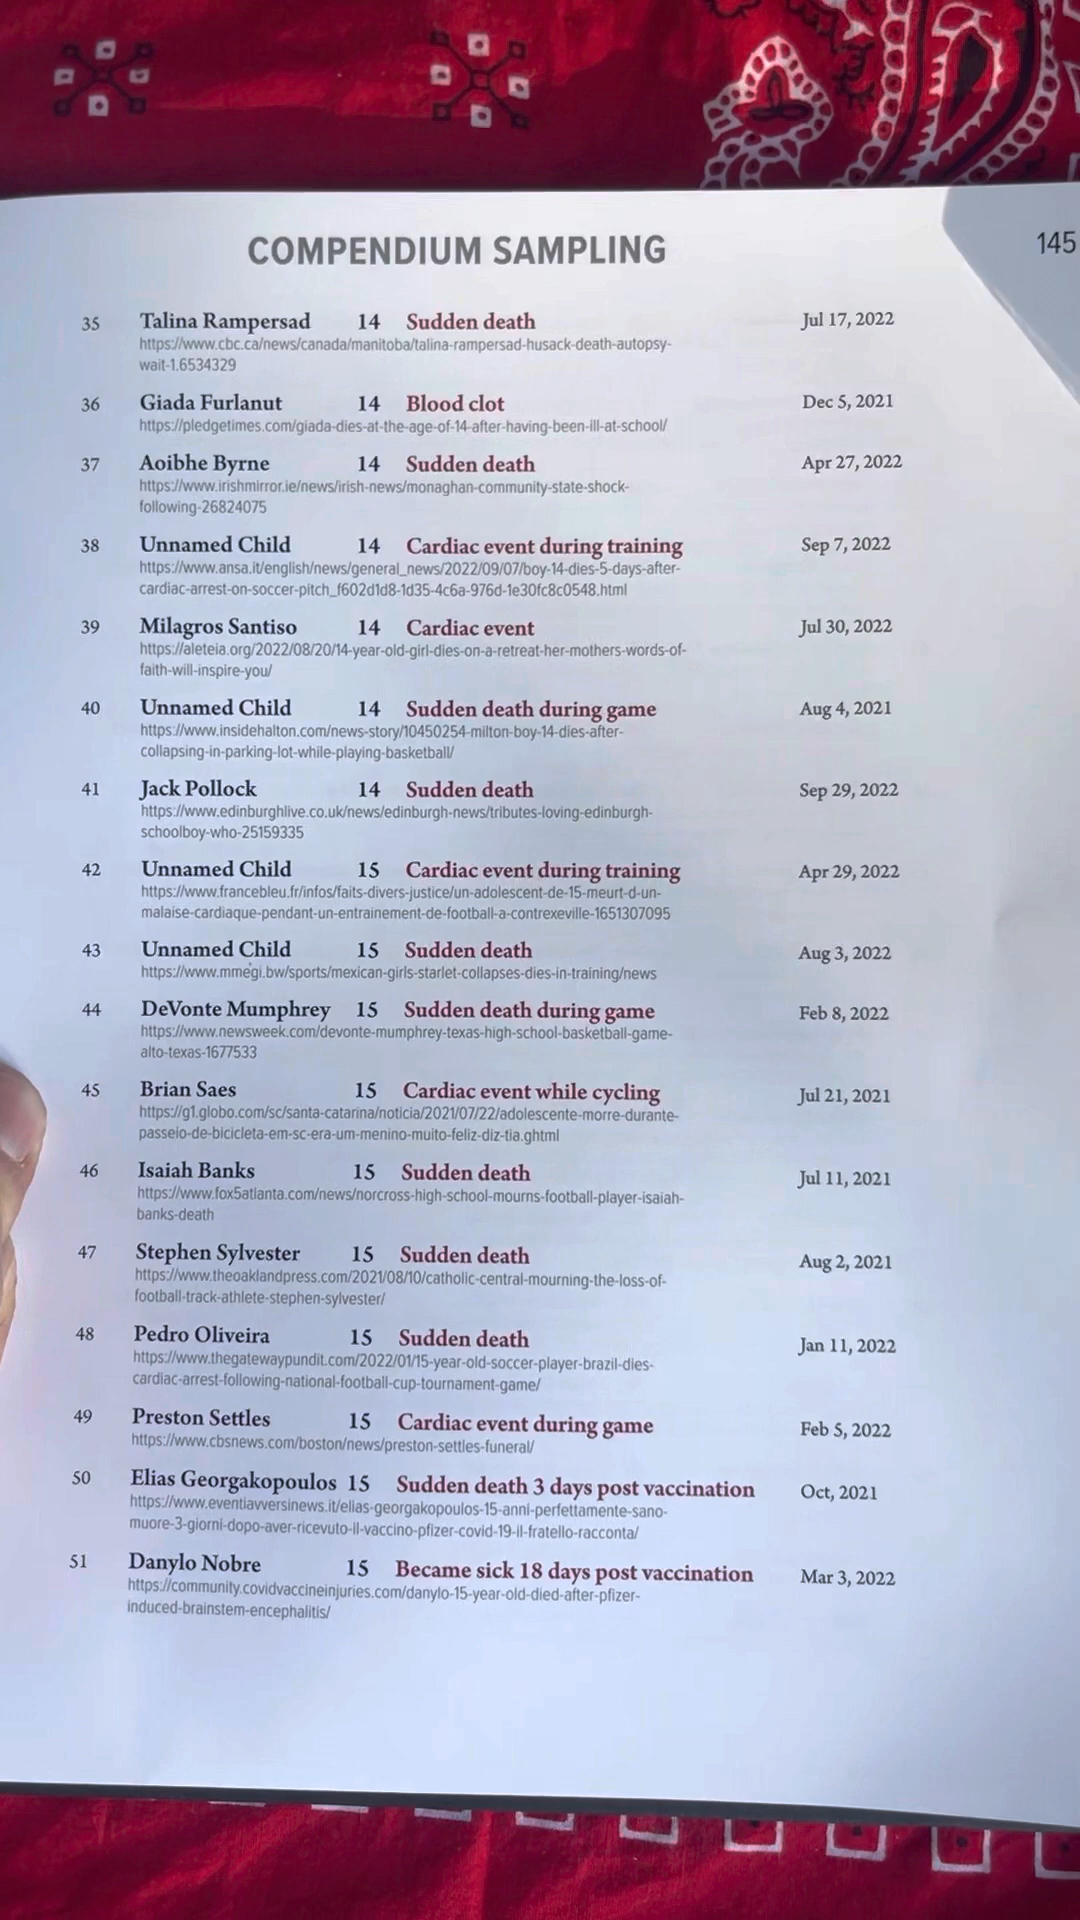 COMPENDIUM SAMPLING
145
35 Talina Rampersad 14 Sudden death Jul 17, 2022
https://www.cbc.ca/news/canada/manitoba/talina-rampersad-husack-death-autopsy-
wait-1.6534329
36 Giada Furlanut 14 Blood clot Dec 5, 2021
https://pledgetimes.com/giada-dies-at-the-age-of-14-after-having-been-ill-at-school/
37 Aoibhe Byrne 14 Sudden death Apr 27, 2022
https://www.irishmirror.ie/news/irish-news/monaghan-community-state-shock-
following-26824075
38 Unnamed Child 14 Cardiac event during training Sep 7, 2022
https://www.ansa.it/english/news/general_news/2022/09/07/boy-14-dies-5-days-after-
cardiac-arrest-on-soccer-pitch_f602d1d8-1d35-4c6a-976d-1e30fc8c0548.html
39 Milagros Santiso 14 Cardiac event Jul 30, 2022
https://aleteia.org/2022/08/20/14-year-old-girl-dies-on-a-retreat-her-mothers-words-of-
faith-will-inspire-you/
40 Unnamed Child 14 Sudden death during game Aug 4, 2021
https://www.insidehalton.com/news-story/10450254-milton-boy-14-dies-after-
collapsing-in-parking-lot-while-playing-basketball/
41 Jack Pollock 14 Sudden death Sep 29, 2022
https://www.edinburghlive.co.uk/news/edinburgh-news/tributes-loving-edinburgh-
schoolboy-who-25159335
42 Unnamed Child 15 Cardiac event during training Apr 29, 2022
https://www.francebleu.fr/infos/faits-divers-justice/un-adolescent-de-15-meurt-d-un-
malaise-cardiaque-pendant-un-entrainement-de-football-a-contrexeville-1651307095
43 Unnamed Child 15 Sudden death Aug 3, 2022
https://www.mmegi.bw/sports/mexican-girls-starlet-collapses-dies-in-training/news
44 DeVonte Mumphrey 15 Sudden death during game Feb 8, 2022
https://www.newsweek.com/devonte-mumphrey-texas-high-school-basketball-game-
alto-texas-1677533
45 Brian Saes 15 Cardiac event while cycling Jul 21, 2021
https://g1.globo.com/sc/santa-catarina/noticia/2021/07/22/adolescente-morre-durante-
passeio-de-bicicleta-em-sc-era-um-menino-muito-feliz-diz-tia.ghtml
46 Isaiah Banks 15 Sudden death Jul 11, 2021
https://www.fox5atlanta.com/news/norcross-high-school-mourns-football-player-isaiah-
banks-death
47 Stephen Sylvester 15 Sudden death Aug 2, 2021
https://www.theoaklandpress.com/2021/08/10/catholic-central-mourning-the-loss-of-
football-track-athlete-stephen-sylvester/
48 Pedro Oliveira 15 Sudden death Jan 11, 2022
https://www.thegatewaypundit.com/2022/01/15-year-old-soccer-player-brazil-dies-
cardiac-arrest-following-national-football-cup-tournament-game/
49 Preston Settles 15 Cardiac event during game Feb 5, 2022
https://www.cbsnews.com/boston/news/preston-settles-funeral/
50 Elias Georgakopoulos 15 Sudden death 3 days post vaccination Oct, 2021
https://www.eventiavversinews.it/elias-georgakopoulos-15-anni-perfettamente-sano-
muore-3-giorni-dopo-aver-ricevuto-il-vaccino-pfizer-covid-19-il-fratello-racconta/
51 Danylo Nobre 15 Became sick 18 days post vaccination Mar 3, 2022
https://community.covidvaccineinjuries.com/danylo-15-year-old-died-after-pfizer-
induced-brainstem-encephalitis/